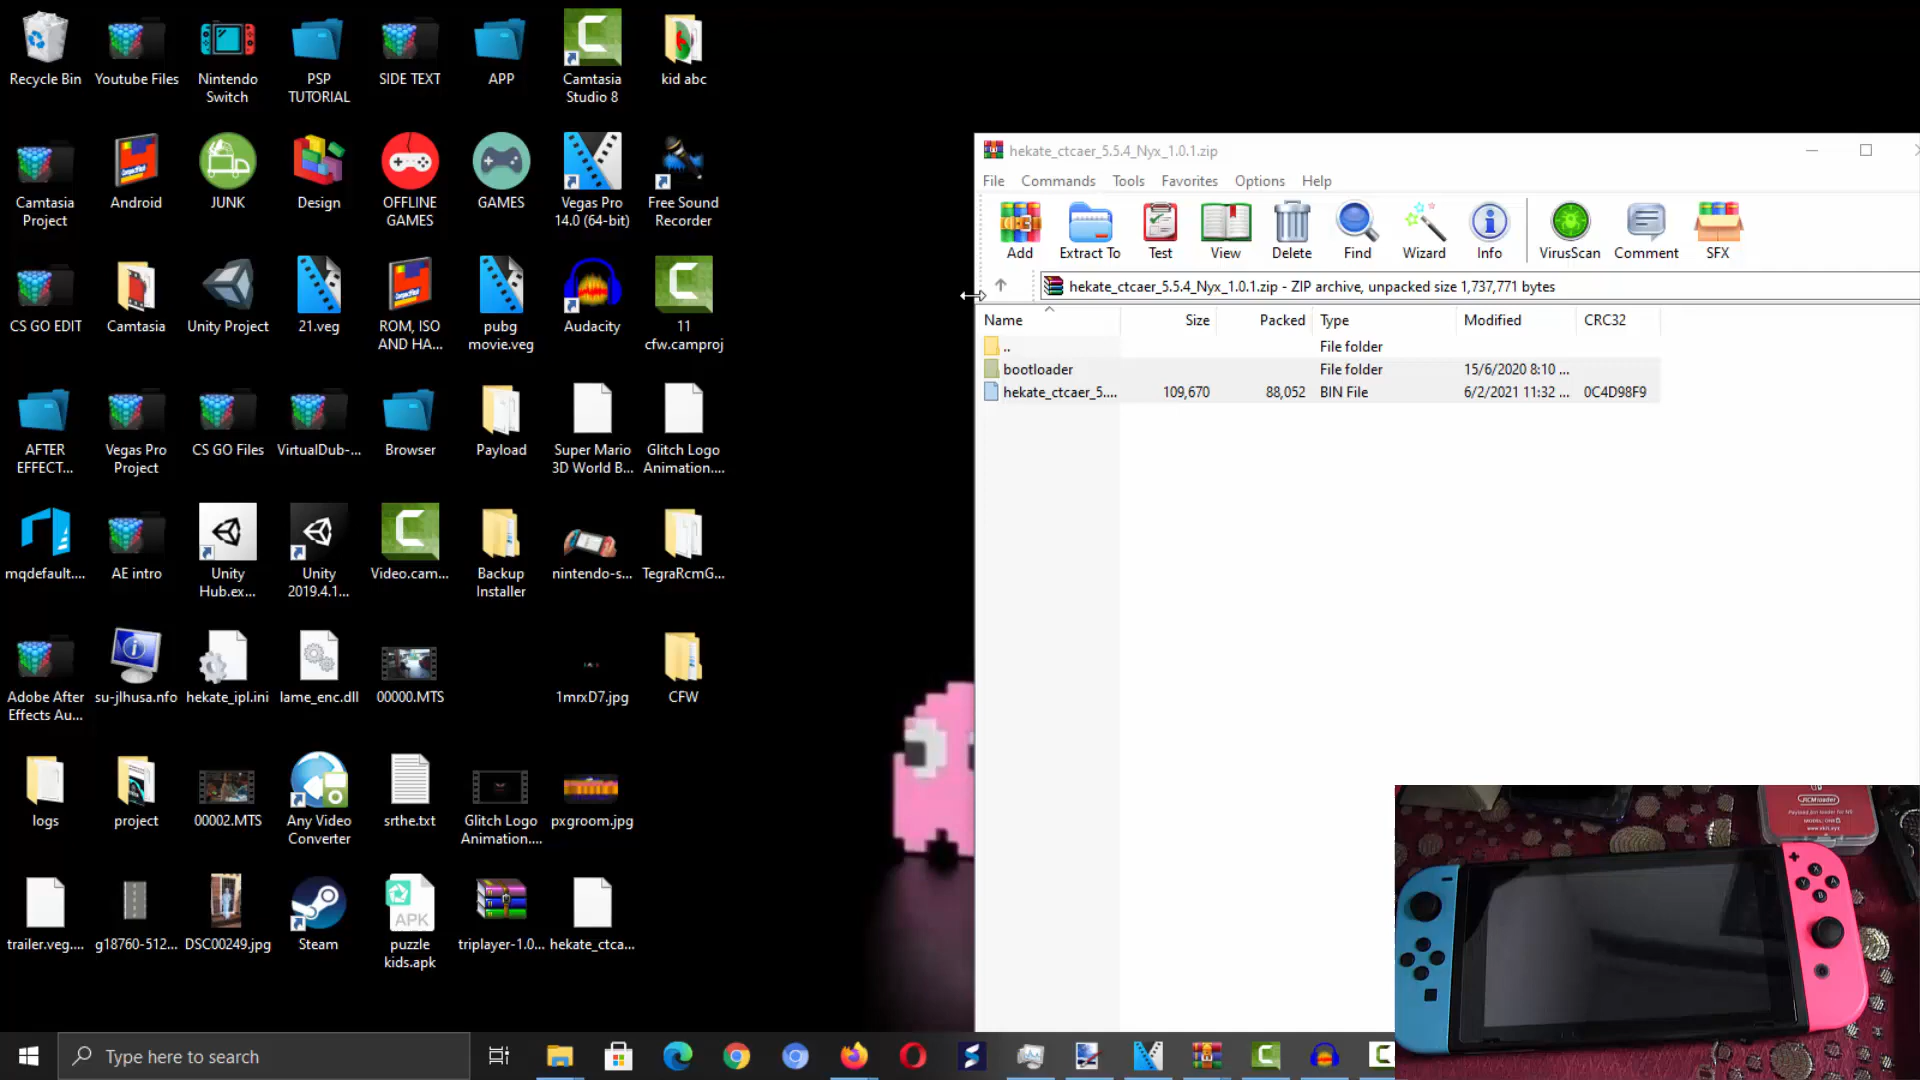 Recycle Bin
Youtube Files
Nintendo
Switch
PSP
TUTORIAL
SIDE TEXT
APP
Camtasia
Studio 8
kid abc
Camtasia
Project
Android
JUNK
Design
OFFLINE
GAMES
GAMES
Vegas Pro
14.0 (64-bit)
Free Sound
Recorder
CS GO EDIT
Camtasia
Unity Project
21.veg
ROM, ISO
AND HA...
pubg
movie.veg
Audacity
11
cfw.camproj
AFTER
EFFECT...
Vegas Pro
Project
CS GO Files
VirtualDub-...
Browser
Payload
Super Mario
3D World B...
Glitch Logo
Animation....
mqdefault....
AE intro
Unity
Hub.ex...
Unity
2019.4.1...
Video.cam...
Backup
Installer
nintendo-s...
TegraRcmG...
Adobe After
Effects Au...
su-jlhusa.nfo
hekate_ipl.ini
lame_enc.dll
00000.MTS
1mrxD7.jpg
CFW
logs
project
00002.MTS
Any Video
Converter
srthe.txt
Glitch Logo
Animation....
pxgroom.jpg
trailer.veg....
g18760-512...
DSC00249.jpg
Steam
APK
puzzle
kids.apk
triplayer-1.0...
hekate_ctca...
Type here to search
hekate_ctcaer_5.5.4_Nyx_1.0.1.zip
File Commands Tools Favorites Options Help
Add Extract To Test View Delete Find Wizard Info VirusScan Comment SFX
hekate_ctcaer_5.5.4_Nyx_1.0.1.zip - ZIP archive, unpacked size 1,737,771 bytes
Name Size Packed Type Modified CRC32
.. File folder
bootloader File folder 15/6/2020 8:10 ...
hekate_ctcaer_5.... 109,670 88,052 BIN File 6/2/2021 11:32 ... 0C4D98F9
RCMloader